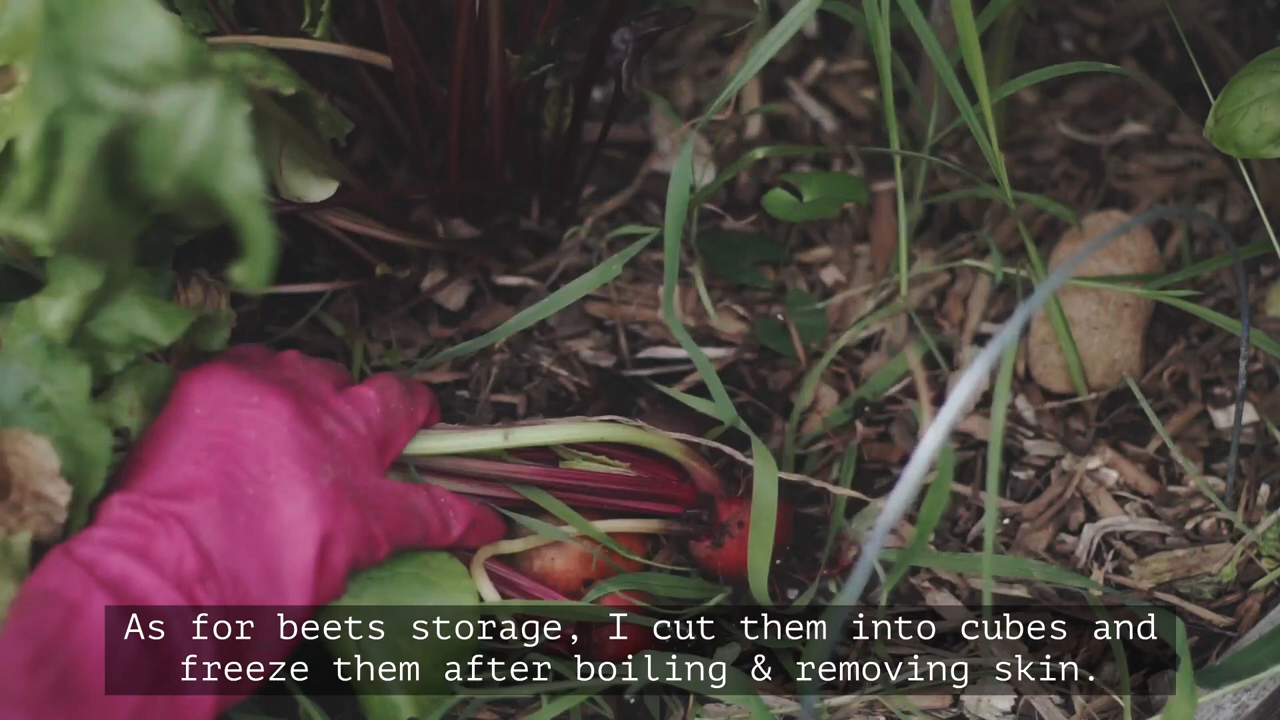 As for beets storage, I cut them into cubes and
freeze them after boiling & removing skin.